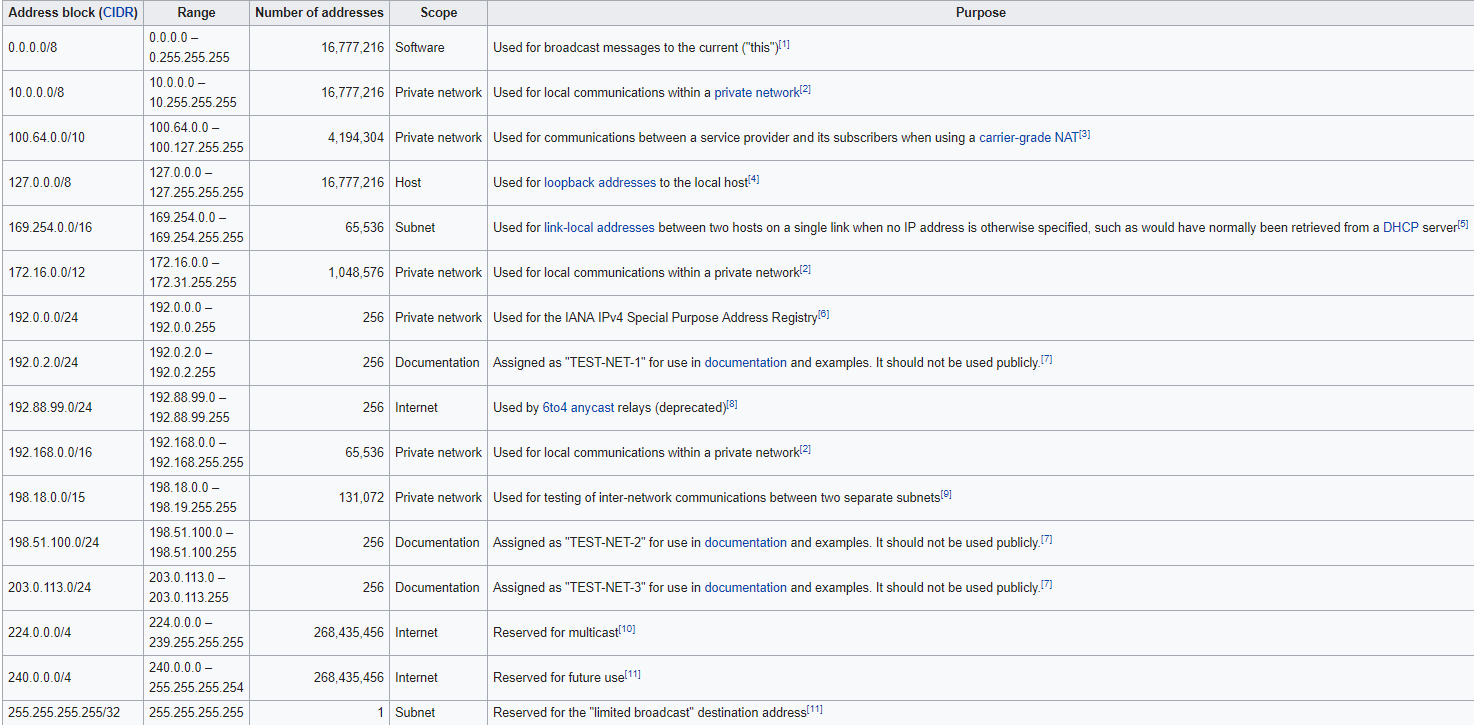 Address block (CIDR) Range Number of addresses Scope Purpose
0.0.0.0/8 0.0.0.0 – 0.255.255.255 16,777,216 Software Used for broadcast messages to the current ("this")[1]
10.0.0.0/8 10.0.0.0 – 10.255.255.255 16,777,216 Private network Used for local communications within a private network[2]
100.64.0.0/10 100.64.0.0 – 100.127.255.255 4,194,304 Private network Used for communications between a service provider and its subscribers when using a carrier-grade NAT[3]
127.0.0.0/8 127.0.0.0 – 127.255.255.255 16,777,216 Host Used for loopback addresses to the local host[4]
169.254.0.0/16 169.254.0.0 – 169.254.255.255 65,536 Subnet Used for link-local addresses between two hosts on a single link when no IP address is otherwise specified, such as would have normally been retrieved from a DHCP server[5]
172.16.0.0/12 172.16.0.0 – 172.31.255.255 1,048,576 Private network Used for local communications within a private network[2]
192.0.0.0/24 192.0.0.0 – 192.0.0.255 256 Private network Used for the IANA IPv4 Special Purpose Address Registry[6]
192.0.2.0/24 192.0.2.0 – 192.0.2.255 256 Documentation Assigned as "TEST-NET-1" for use in documentation and examples. It should not be used publicly.[7]
192.88.99.0/24 192.88.99.0 – 192.88.99.255 256 Internet Used by 6to4 anycast relays (deprecated)[8]
192.168.0.0/16 192.168.0.0 – 192.168.255.255 65,536 Private network Used for local communications within a private network[2]
198.18.0.0/15 198.18.0.0 – 198.19.255.255 131,072 Private network Used for testing of inter-network communications between two separate subnets[9]
198.51.100.0/24 198.51.100.0 – 198.51.100.255 256 Documentation Assigned as "TEST-NET-2" for use in documentation and examples. It should not be used publicly.[7]
203.0.113.0/24 203.0.113.0 – 203.0.113.255 256 Documentation Assigned as "TEST-NET-3" for use in documentation and examples. It should not be used publicly.[7]
224.0.0.0/4 224.0.0.0 – 239.255.255.255 268,435,456 Internet Reserved for multicast[10]
240.0.0.0/4 240.0.0.0 – 255.255.255.254 268,435,456 Internet Reserved for future use[11]
255.255.255.255/32 255.255.255.255 1 Subnet Reserved for the "limited broadcast" destination address[11]